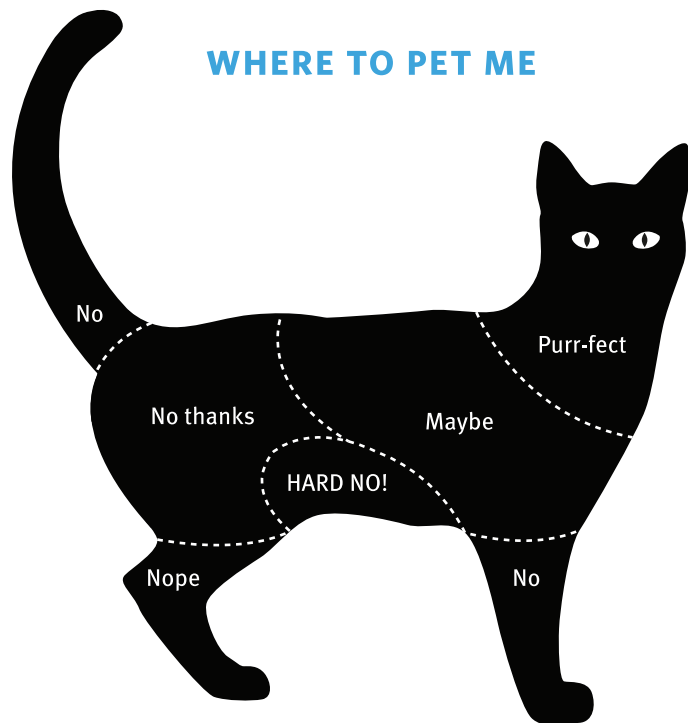 WHERE TO PET ME
No
Purr-fect
No thanks
Maybe
HARD NO!
Nope
No